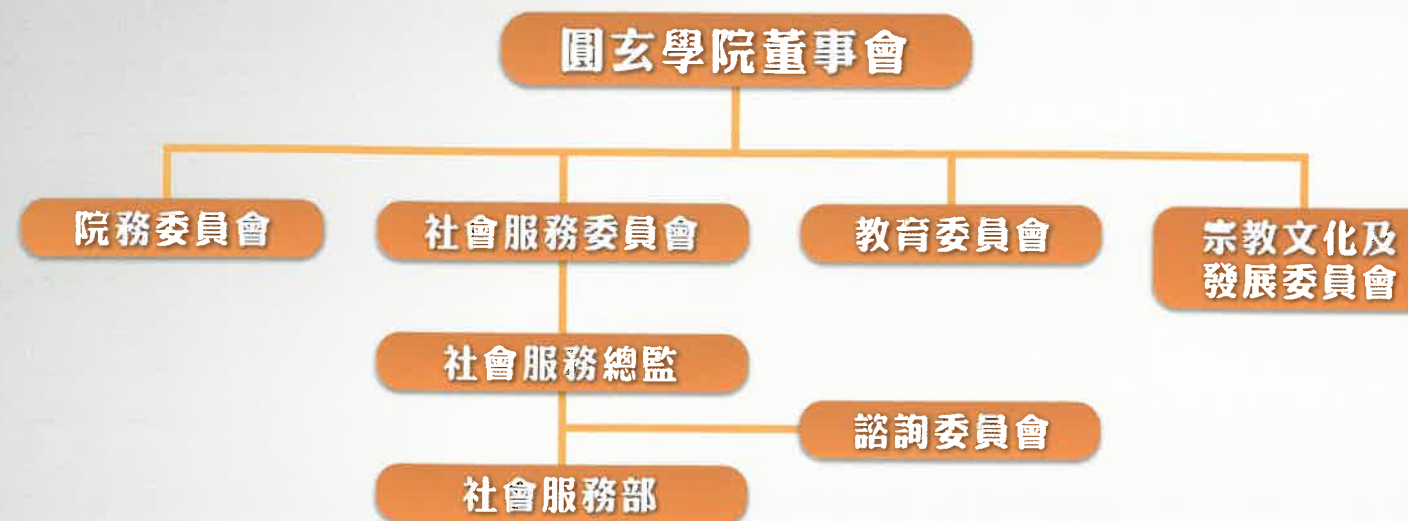 圓玄學院董事會
院務委員會
社會服務委員會
教育委員會
宗教文化及
發展委員會
社會服務總監
諮詢委員會
社會服務部